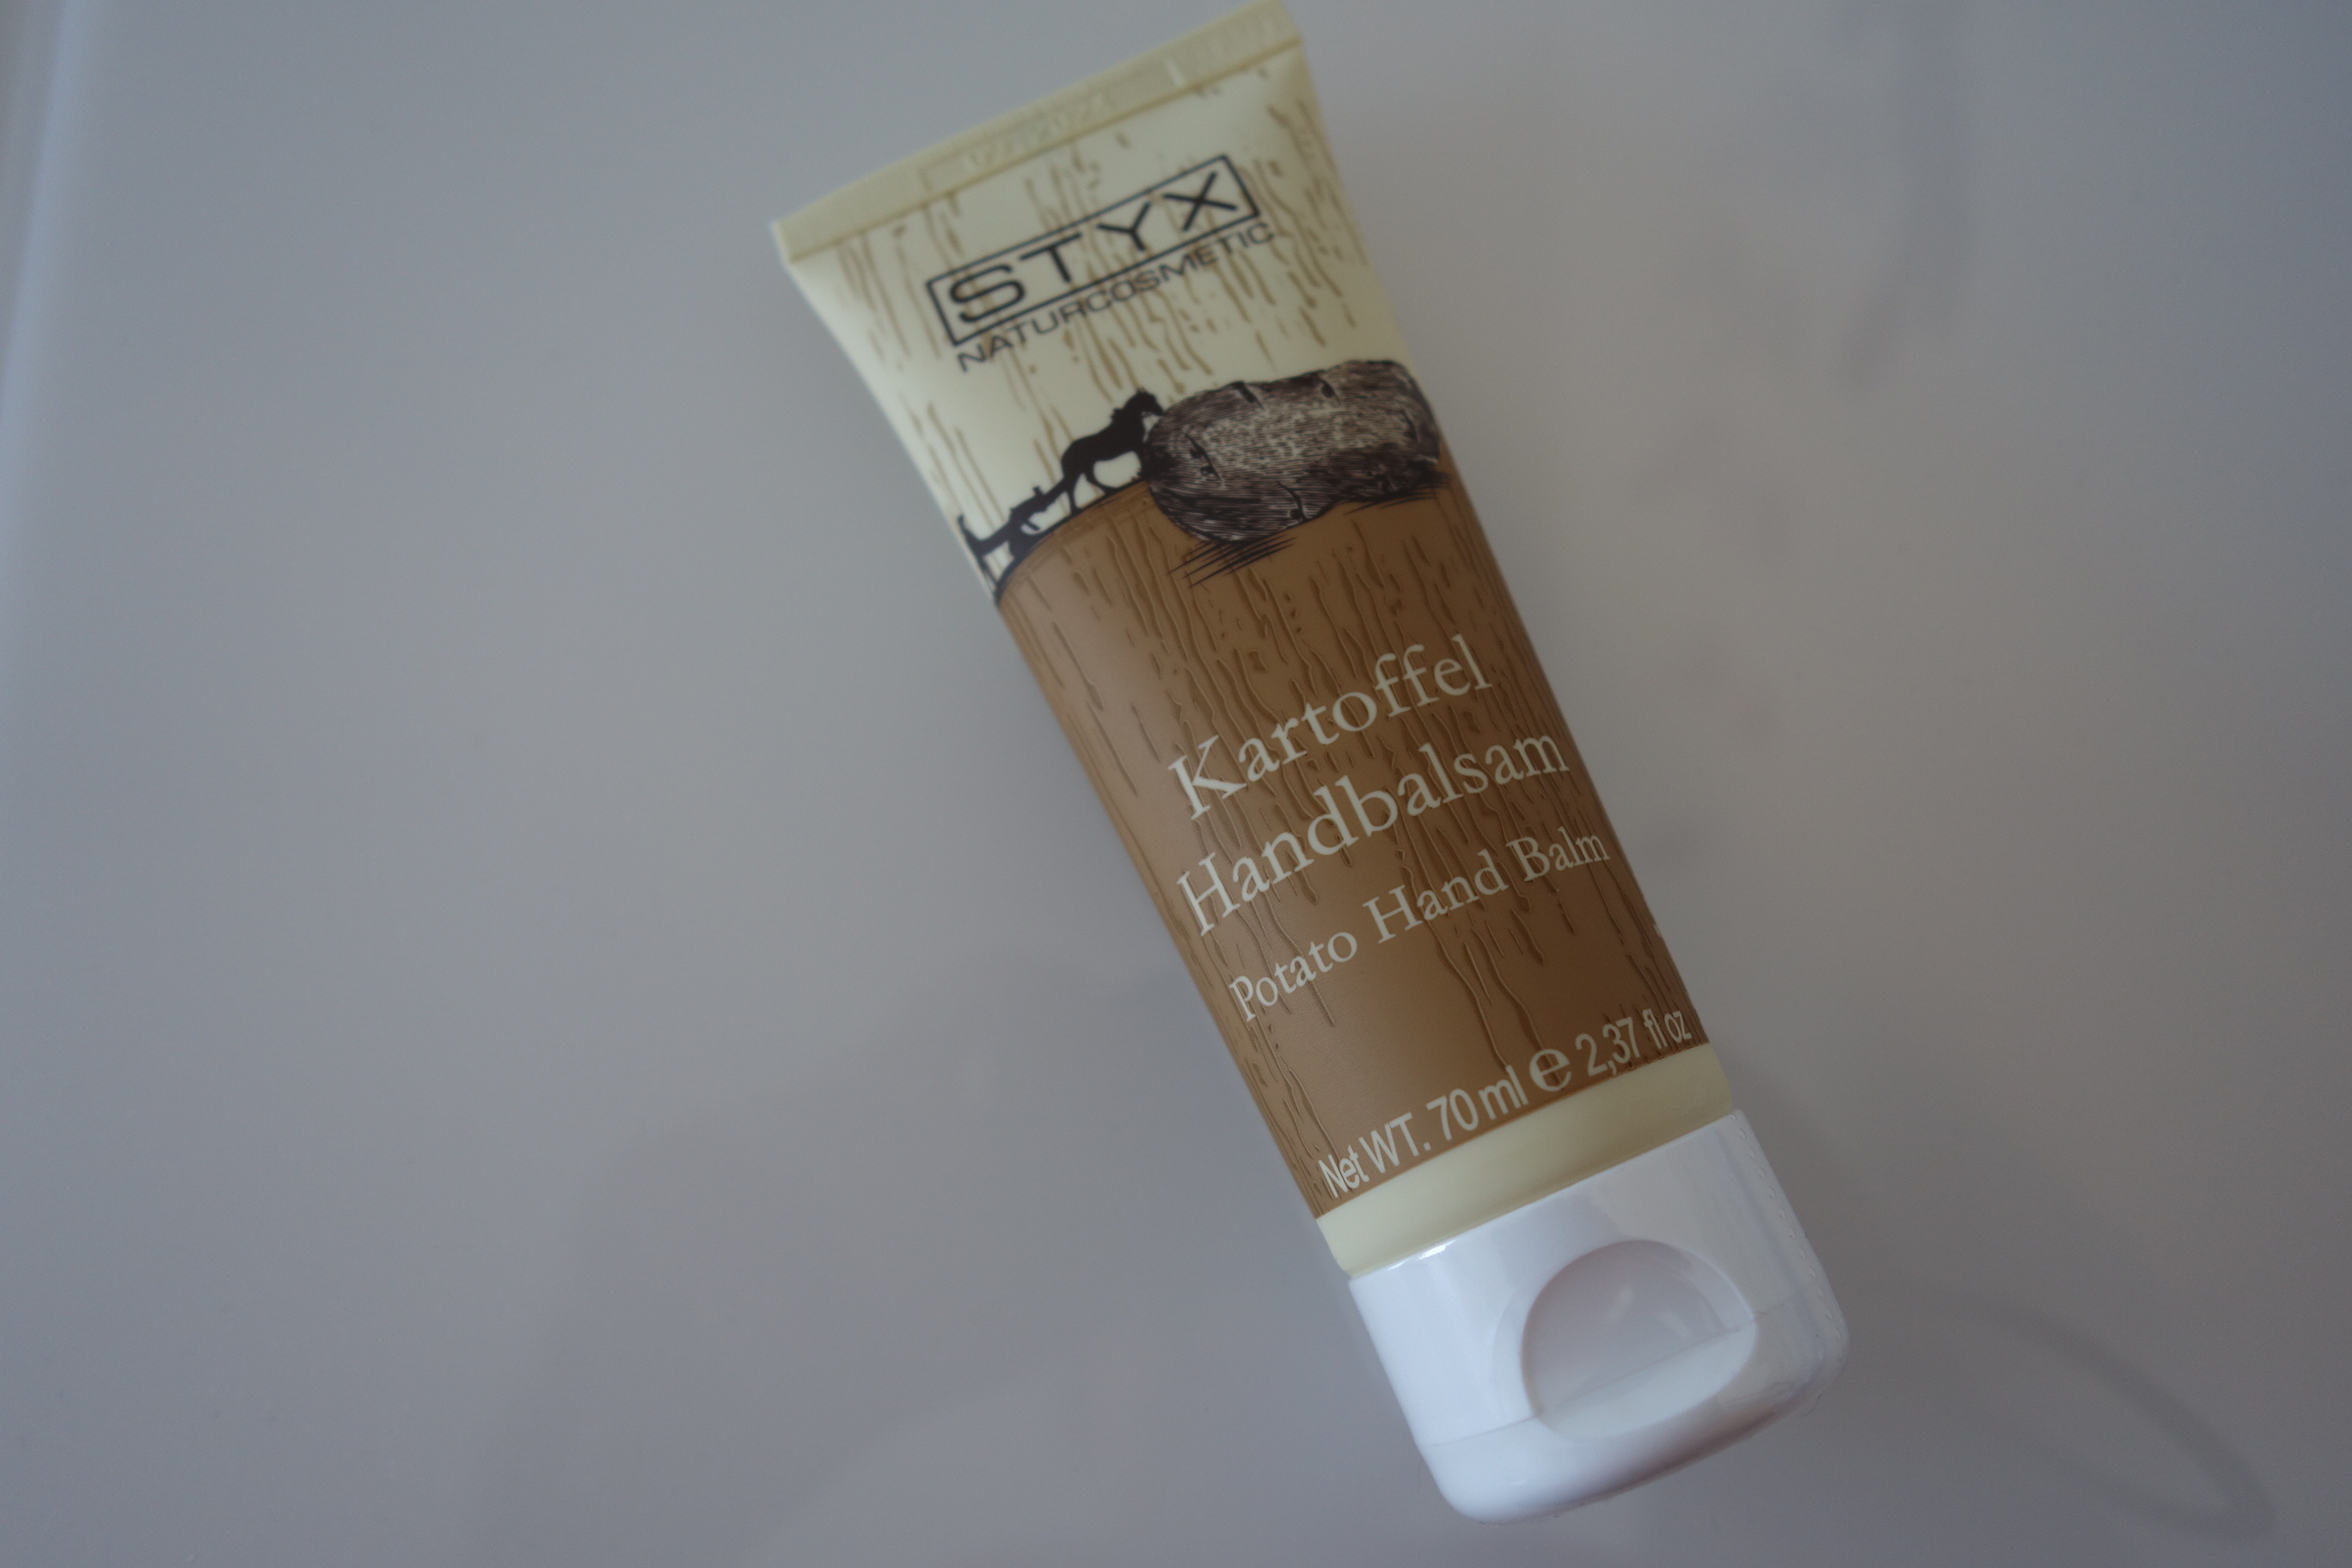 STYX
NATURCOSMETIC
Kartoffel
Handbalsam
Potato Hand Balm
Net WT. 70 ml ℮ 2,37 fl oz